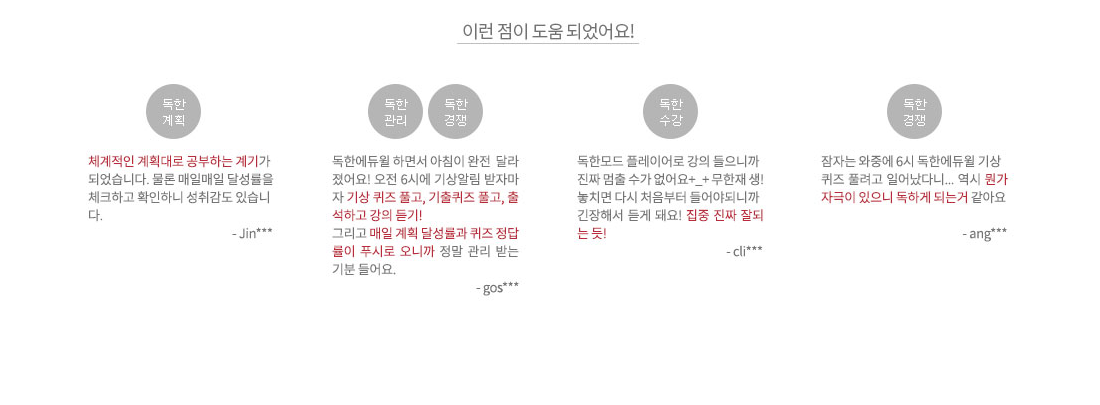 이런 점이 도움 되었어요!
독한
계획
체계적인 계획대로 공부하는 계기가
되었습니다. 물론 매일매일 달성률을
체크하고 확인하니 성취감도 있습니
다.
- Jin***
독한
관리
독한
경쟁
독한에듀윌 하면서 아침이 완전 달라
졌어요! 오전 6시에 기상알림 받자마
자 기상 퀴즈 풀고, 기출퀴즈 풀고, 출
석하고 강의 듣기!
그리고 매일 계획 달성률과 퀴즈 정답
률이 푸시로 오니까 정말 관리 받는
기분 들어요.
- gos***
독한
수강
독한모드 플레이어로 강의 들으니까
진짜 멈출 수가 없어요+_+ 무한재 생!
놓치면 다시 처음부터 들어야되니까
긴장해서 듣게 돼요! 집중 진짜 잘되
는 듯!
- cli***
독한
경쟁
잠자는 와중에 6시 독한에듀윌 기상
퀴즈 풀려고 일어났다니... 역시 뭔가
자극이 있으니 독하게 되는거 같아요
- ang***